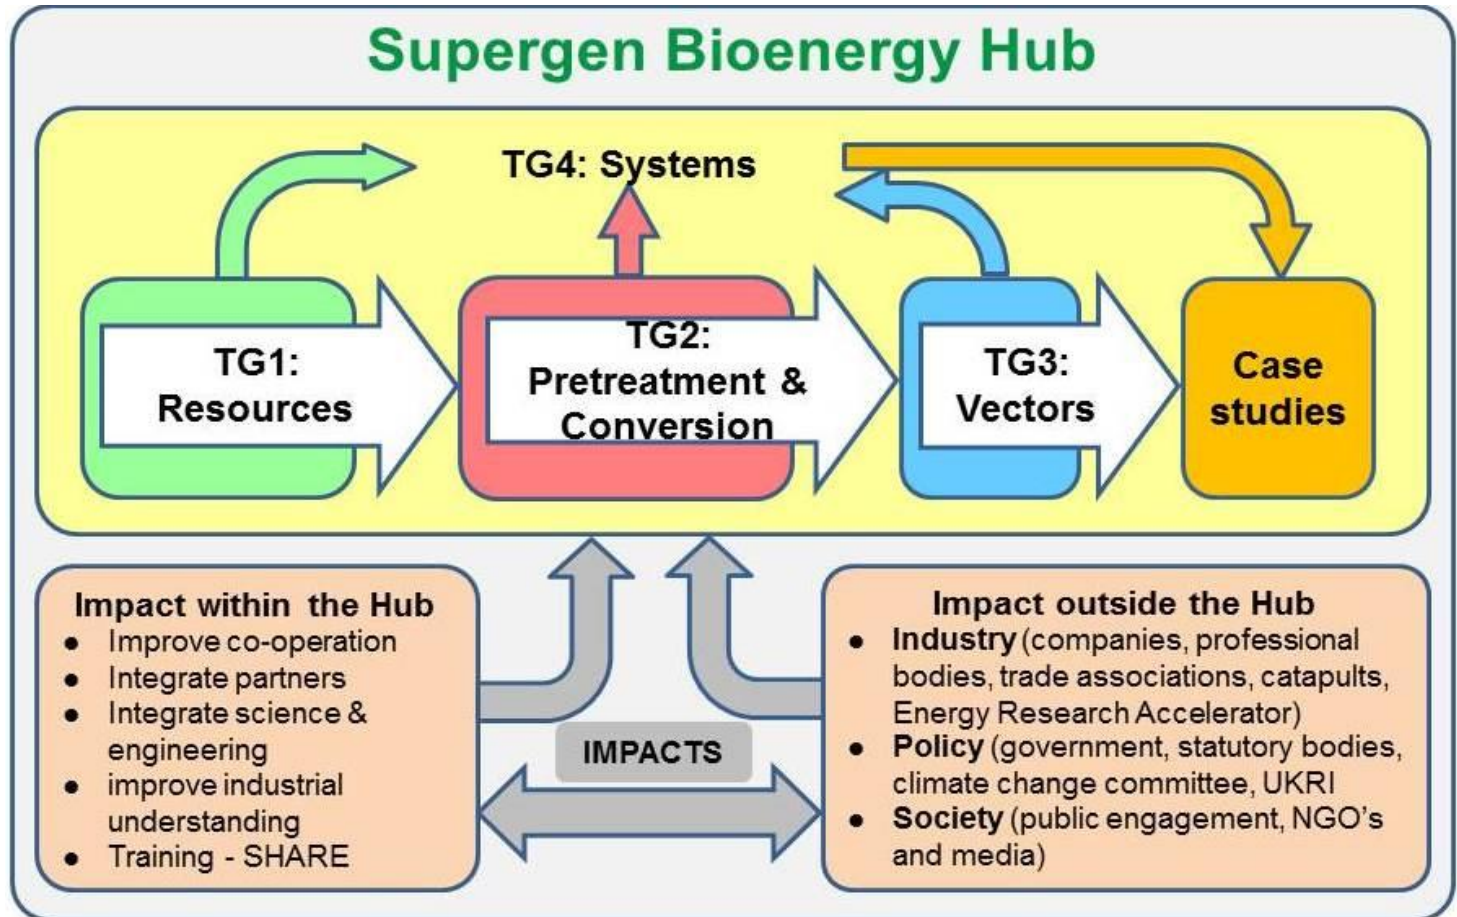 Supergen Bioenergy Hub
TG4: Systems
TG1:
Resources
TG2:
Pretreatment &
Conversion
TG3:
Vectors
Case
studies
Impact within the Hub
● Improve co-operation
● Integrate partners
● Integrate science &
engineering
● improve industrial
understanding
● Training - SHARE
IMPACTS
Impact outside the Hub
● Industry (companies, professional
bodies, trade associations, catapults,
Energy Research Accelerator)
● Policy (government, statutory bodies,
climate change committee, UKRI
● Society (public engagement, NGO's
and media)